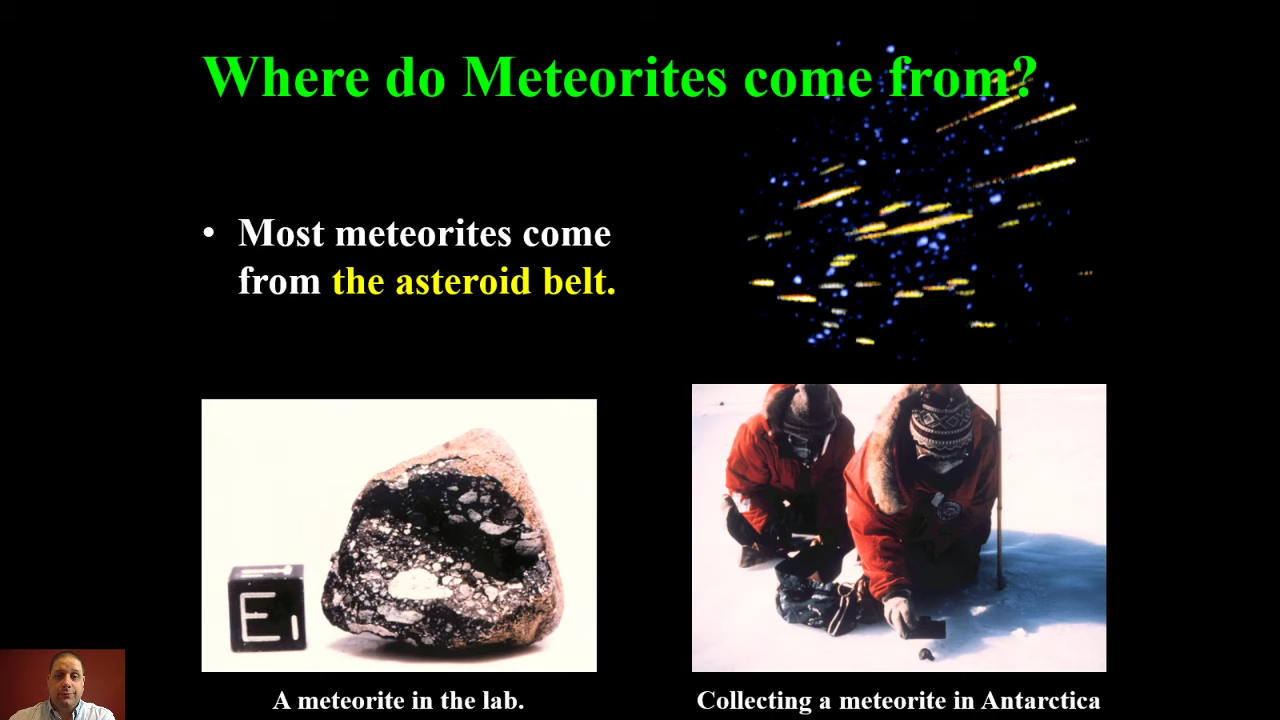 Where do Meteorites come from?
• Most meteorites come
from the asteroid belt.
E
A meteorite in the lab.
Collecting a meteorite in Antarctica